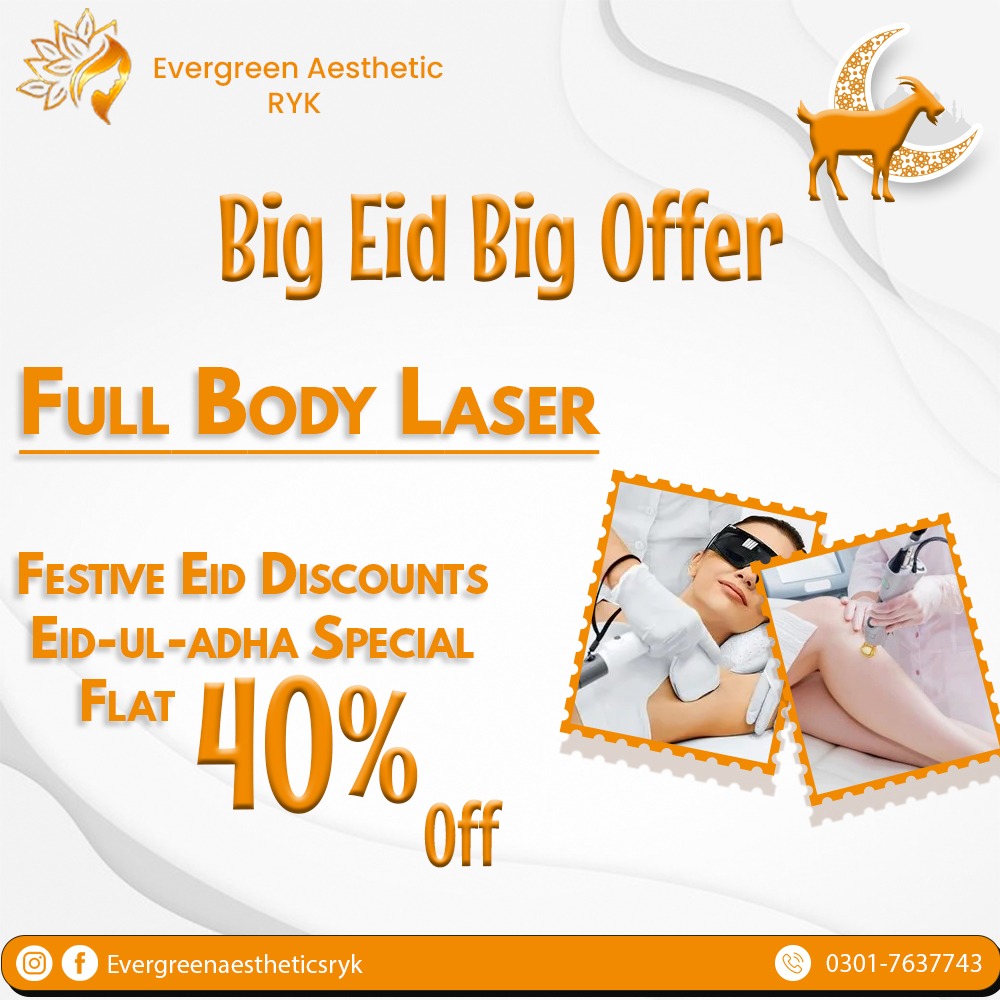 Evergreen Aesthetic
RYK
Big Eid Big Offer
Full Body Laser
Festive Eid Discounts
Eid-ul-adha Special
Flat 40%
Off
Evergreenaestheticsryk
0301-7637743